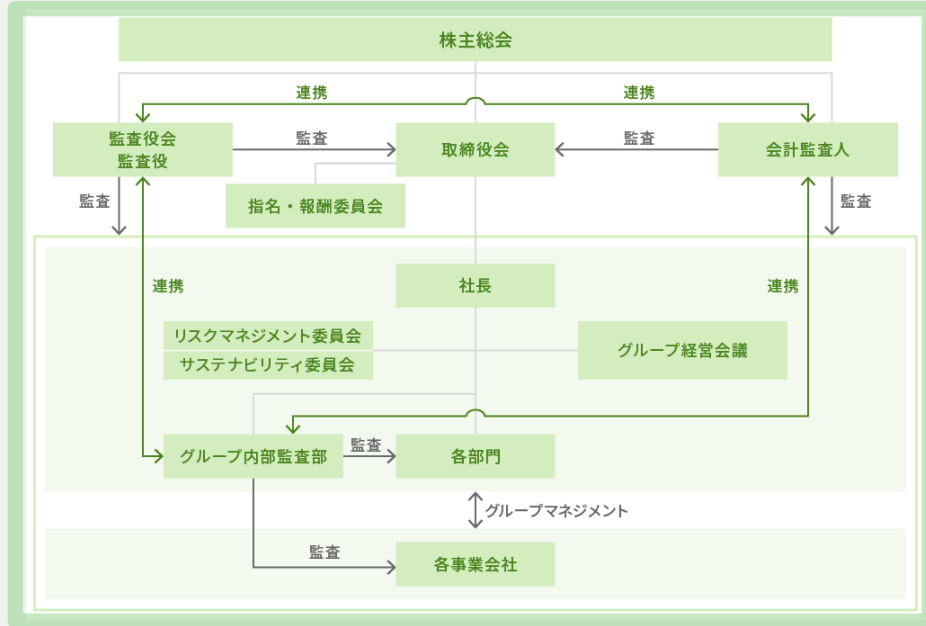 株主総会
連携
連携
監査役会
監査役
監査
取締役会
監査
会計監査人
監査
指名・報酬委員会
監査
社長
連携
連携
リスクマネジメント委員会
サステナビリティ委員会
グループ経営会議
グループ内部監査部
監査
各部門
グループマネジメント
監査
各事業会社